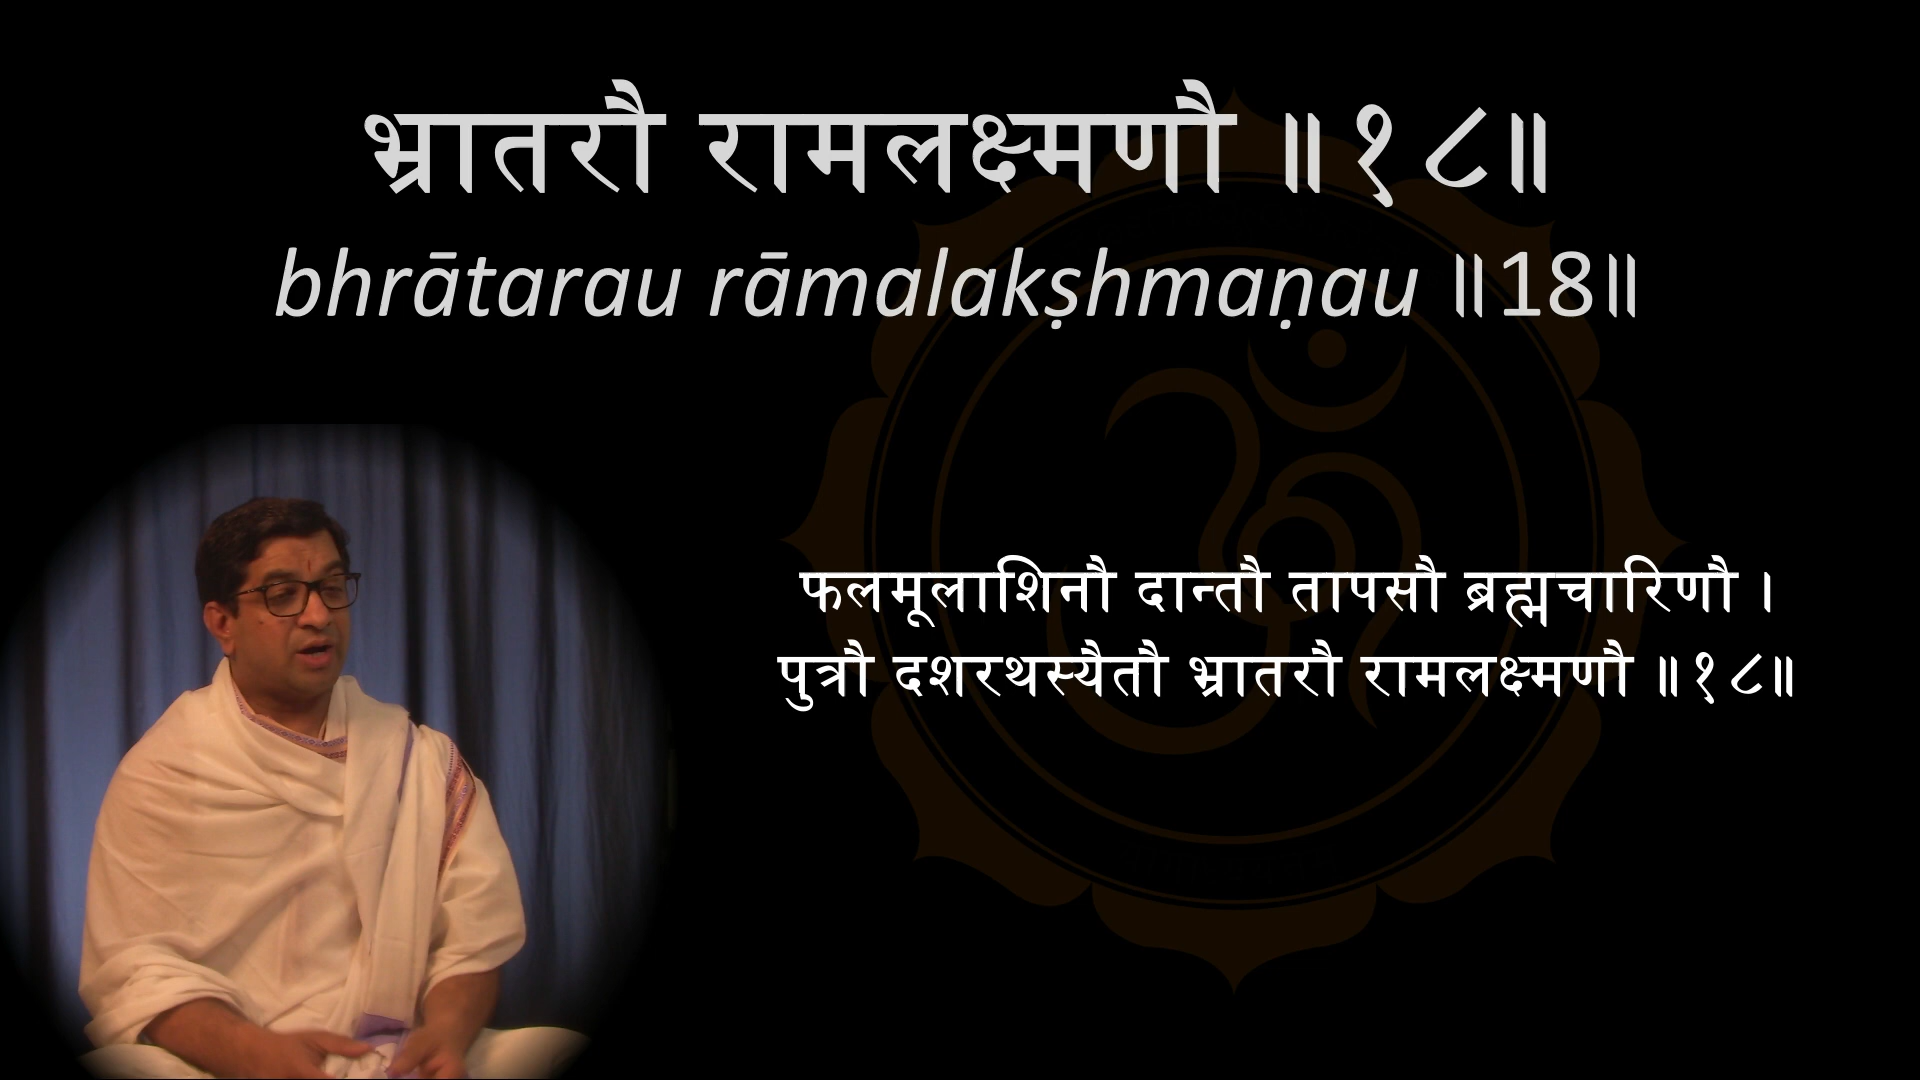 भ्रातरौ रामलक्ष्मणौ ॥१८॥
bhrātarau rāmalakṣhmaṇau ॥18॥
फलमूलाशिनौ दान्तौ तापसौ ब्रह्मचारिणौ ।
पुत्रौ दशरथस्यैतौ भ्रातरौ रामलक्ष्मणौ ॥१८॥